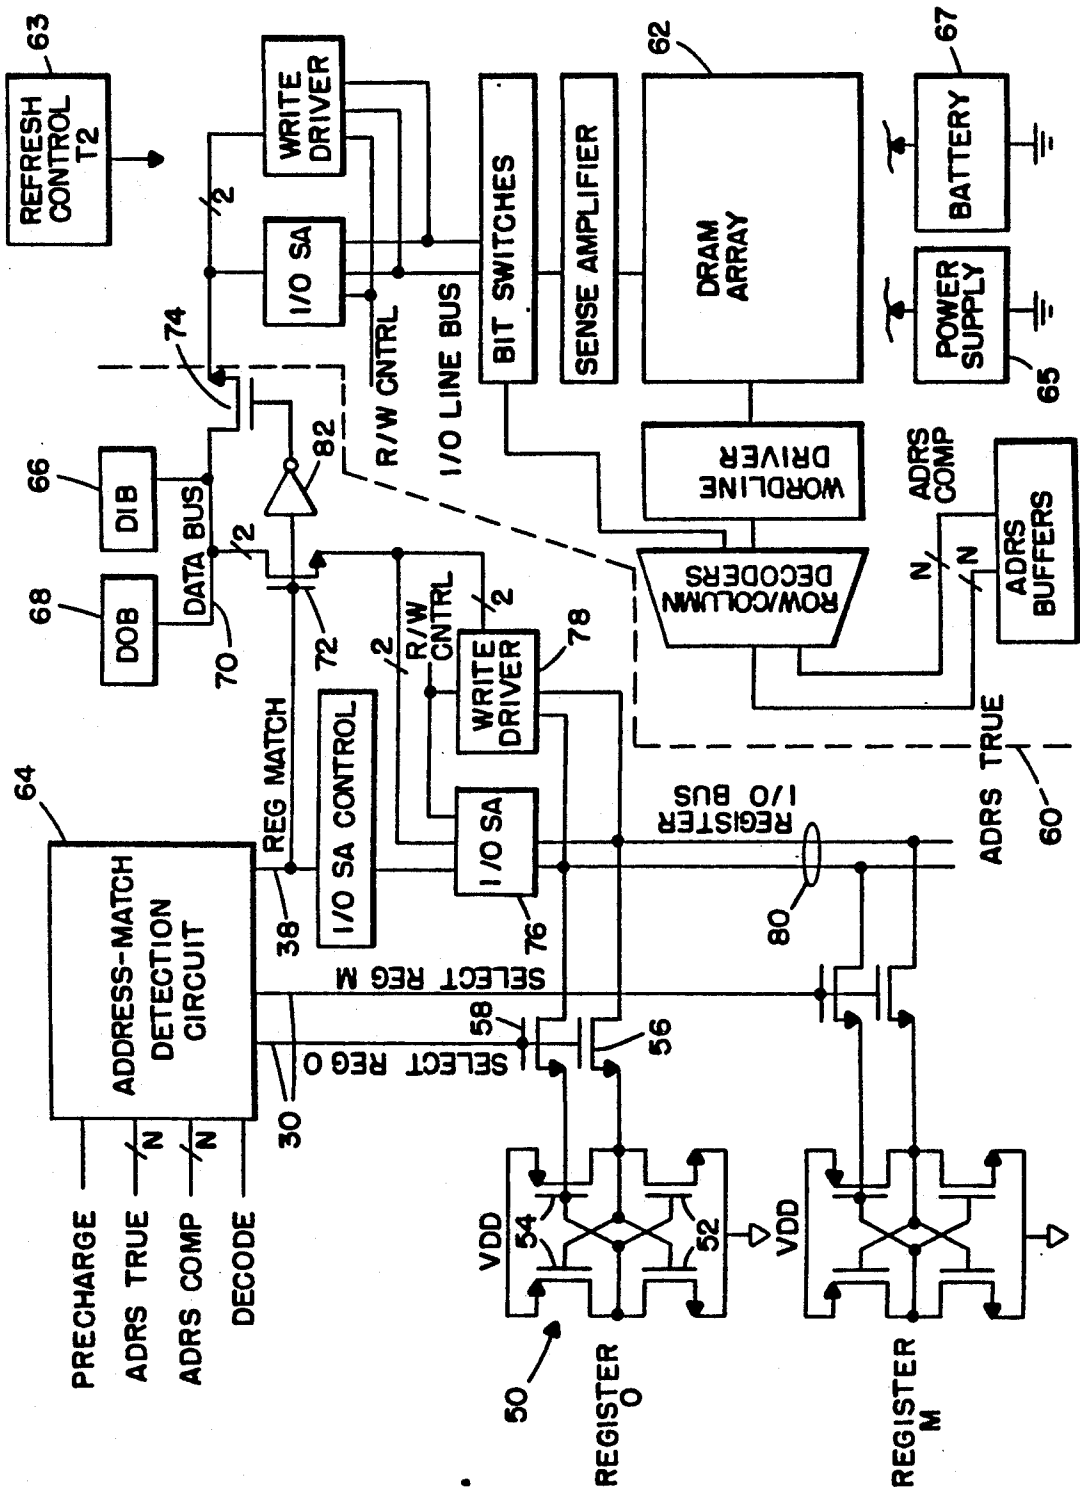 PRECHARGE
ADRS TRUE
N
ADRS COMP
N
DECODE
ADDRESS-MATCH
DETECTION
CIRCUIT
64
30
38
REG MATCH
SELECT REG O
SELECT REG M
I/O SA CONTROL
DOB
68
DIB
66
DATA BUS
70
2
72
74
82
2
R/W
CNTRL
I/O SA
76
WRITE
DRIVER
78
2
REGISTER
I/O BUS
80
58
56
VDD
54
52
50
REGISTER
O
VDD
REGISTER
M
REFRESH
CONTROL
T2
63
2
I/O SA
WRITE
DRIVER
R/W CNTRL
I/O LINE BUS
BIT SWITCHES
SENSE AMPLIFIER
DRAM
ARRAY
62
WORDLINE
DRIVER
ROW/COLUMN
DECODERS
ADRS TRUE
60
N
N
ADRS
COMP
ADRS
BUFFERS
POWER
SUPPLY
65
BATTERY
67